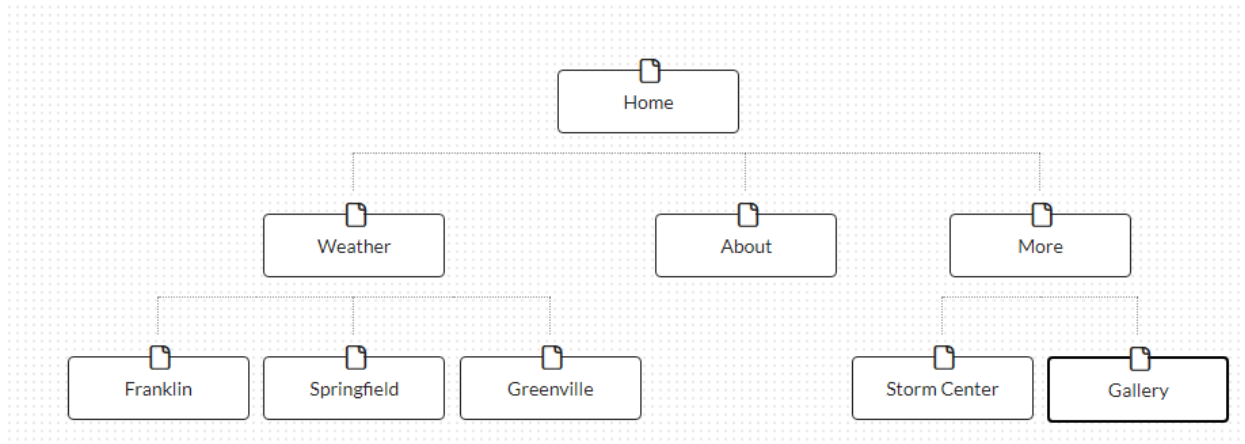 Home
Weather
About
More
Franklin
Springfield
Greenville
Storm Center
Gallery